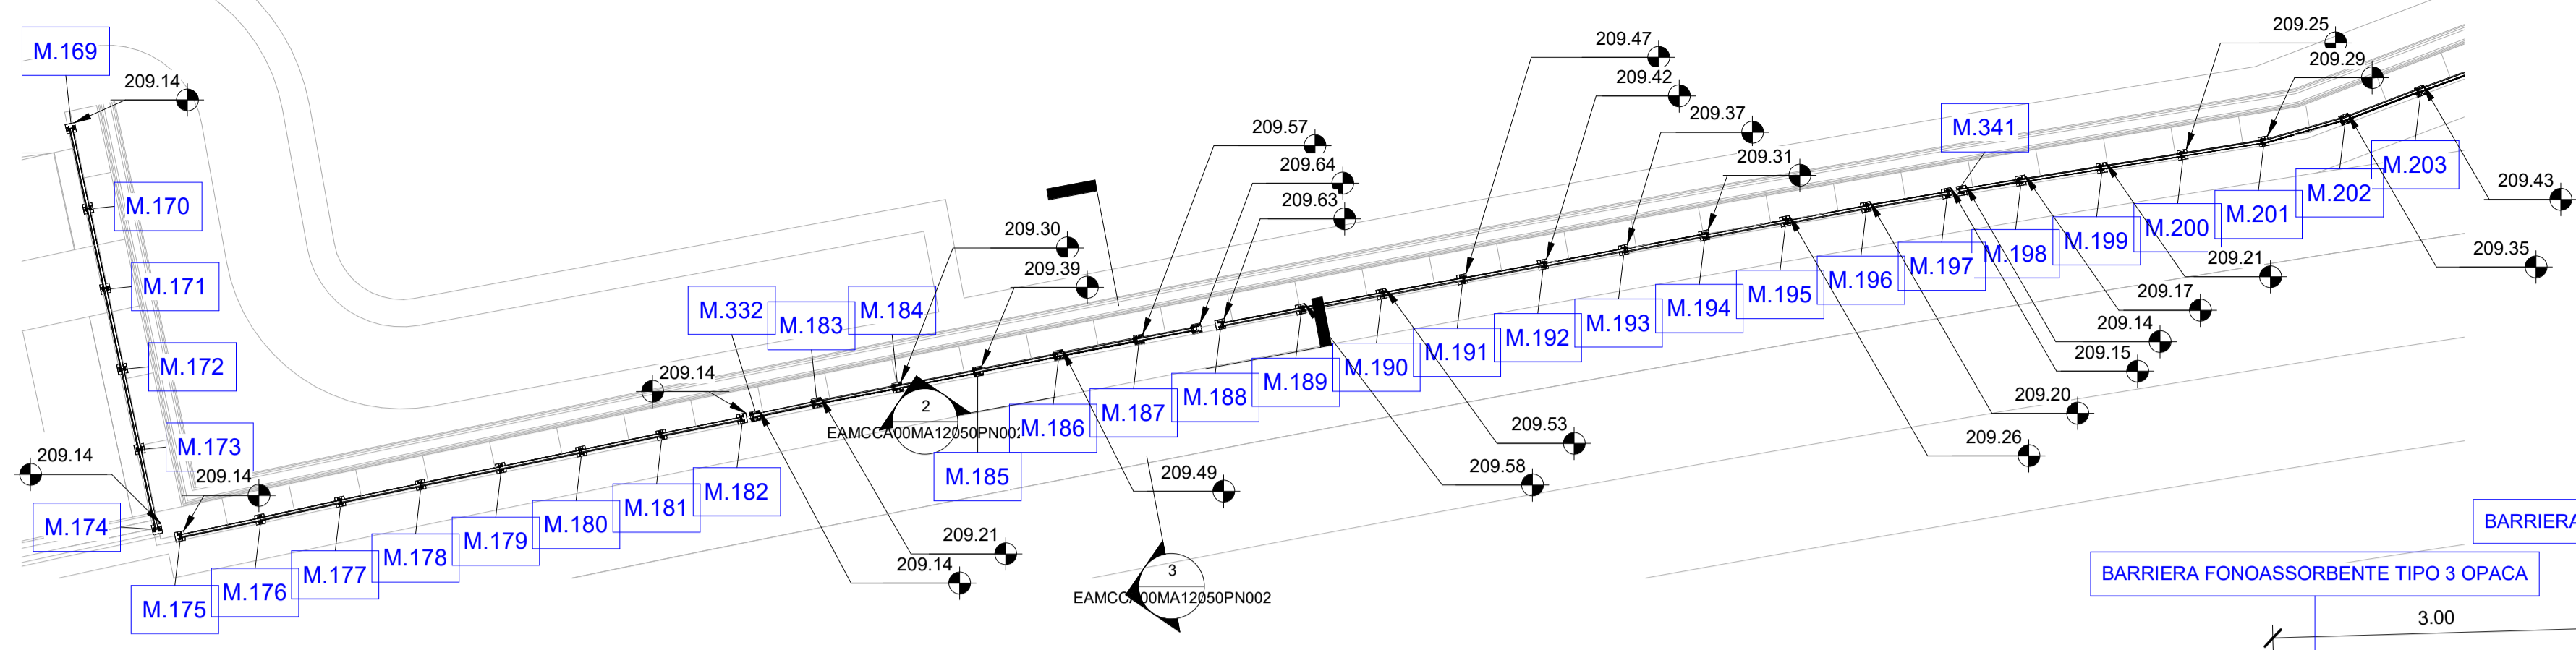 M.169
209.14
M.170
M.171
M.172
M.173
209.14
209.14
M.174
M.175
M.176
M.177
M.178
M.179
M.180
M.181
M.182
209.14
M.332
M.183
M.184
209.30
209.39
2
EAMCCA00MA12050PN002
M.185
M.186
M.187
M.188
M.189
M.190
M.191
M.192
M.193
M.194
M.195
M.196
M.197
M.198
M.199
M.200
M.201
M.202
M.203
M.341
209.57
209.64
209.63
209.47
209.42
209.37
209.31
209.25
209.29
209.43
209.35
209.21
209.17
209.14
209.15
209.20
209.26
209.53
209.58
209.49
209.21
209.14
3
EAMCCA00MA12050PN002
BARRIERA
BARRIERA FONOASSORBENTE TIPO 3 OPACA
3.00